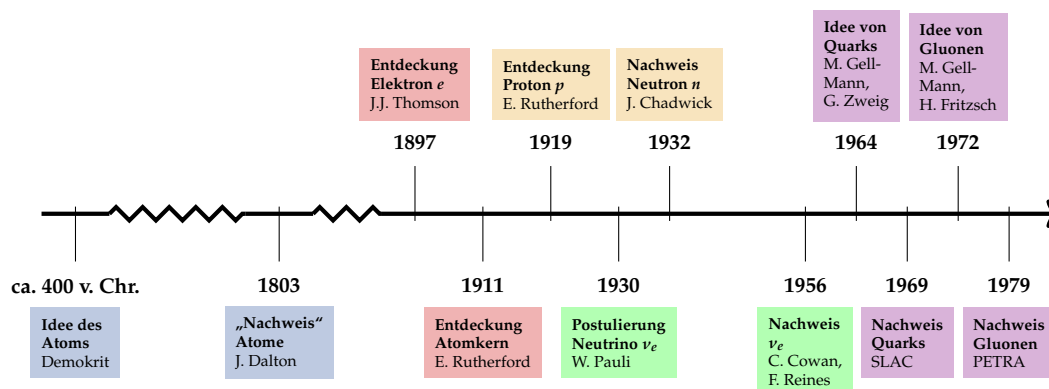 Entdeckung
Elektron e
J.J. Thomson
1897
Entdeckung
Proton p
E. Rutherford
1919
Nachweis
Neutron n
J. Chadwick
1932
Idee von
Quarks
M. Gell-
Mann,
G. Zweig
1964
Idee von
Gluonen
M. Gell-
Mann,
H. Fritzsch
1972
ca. 400 v. Chr.
Idee des
Atoms
Demokrit
1803
„Nachweis“
Atome
J. Dalton
1911
Entdeckung
Atomkern
E. Rutherford
1930
Postulierung
Neutrino νe
W. Pauli
1956
Nachweis
νe
C. Cowan,
F. Reines
1969
Nachweis
Quarks
SLAC
1979
Nachweis
Gluonen
PETRA